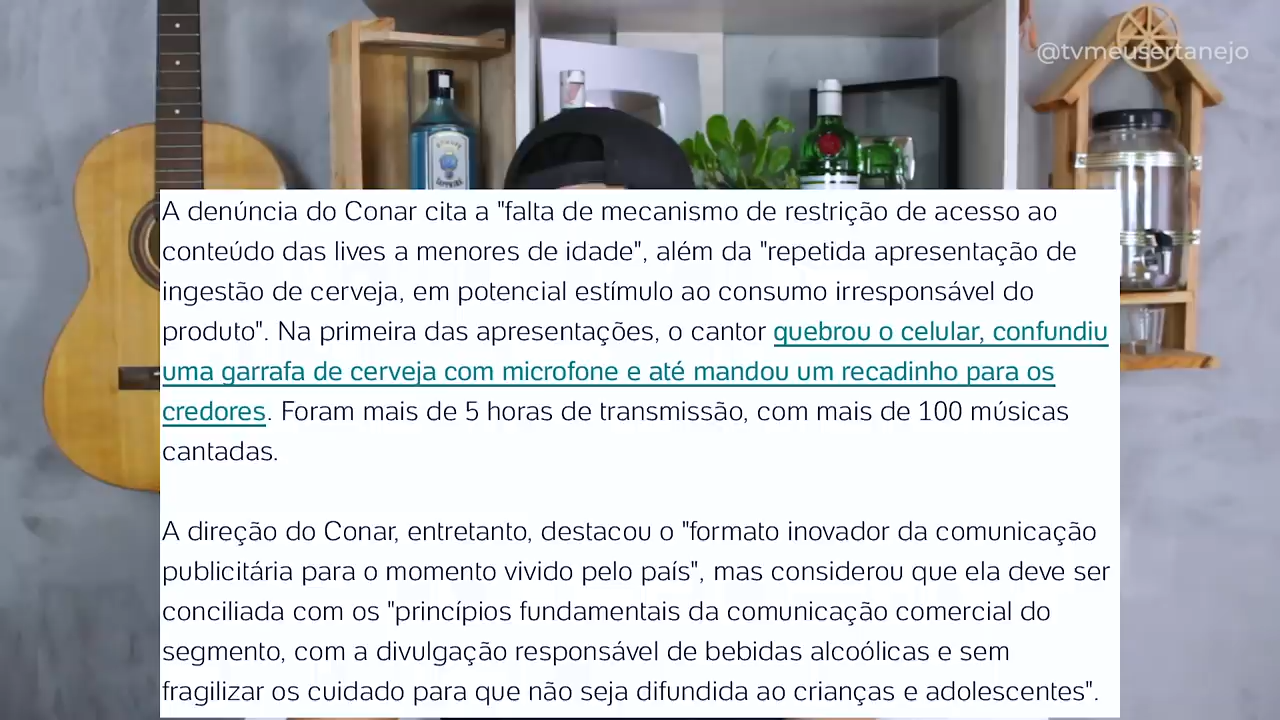 @tvmeusertanejo
A denúncia do Conar cita a "falta de mecanismo de restrição de acesso ao
conteúdo das lives a menores de idade", além da "repetida apresentação de
ingestão de cerveja, em potencial estímulo ao consumo irresponsável do
produto". Na primeira das apresentações, o cantor quebrou o celular, confundiu
uma garrafa de cerveja com microfone e até mandou um recadinho para os
credores. Foram mais de 5 horas de transmissão, com mais de 100 músicas
cantadas.
A direção do Conar, entretanto, destacou o "formato inovador da comunicação
publicitária para o momento vivido pelo país", mas considerou que ela deve ser
conciliada com os "princípios fundamentais da comunicação comercial do
segmento, com a divulgação responsável de bebidas alcoólicas e sem
fragilizar os cuidado para que não seja difundida ao crianças e adolescentes".